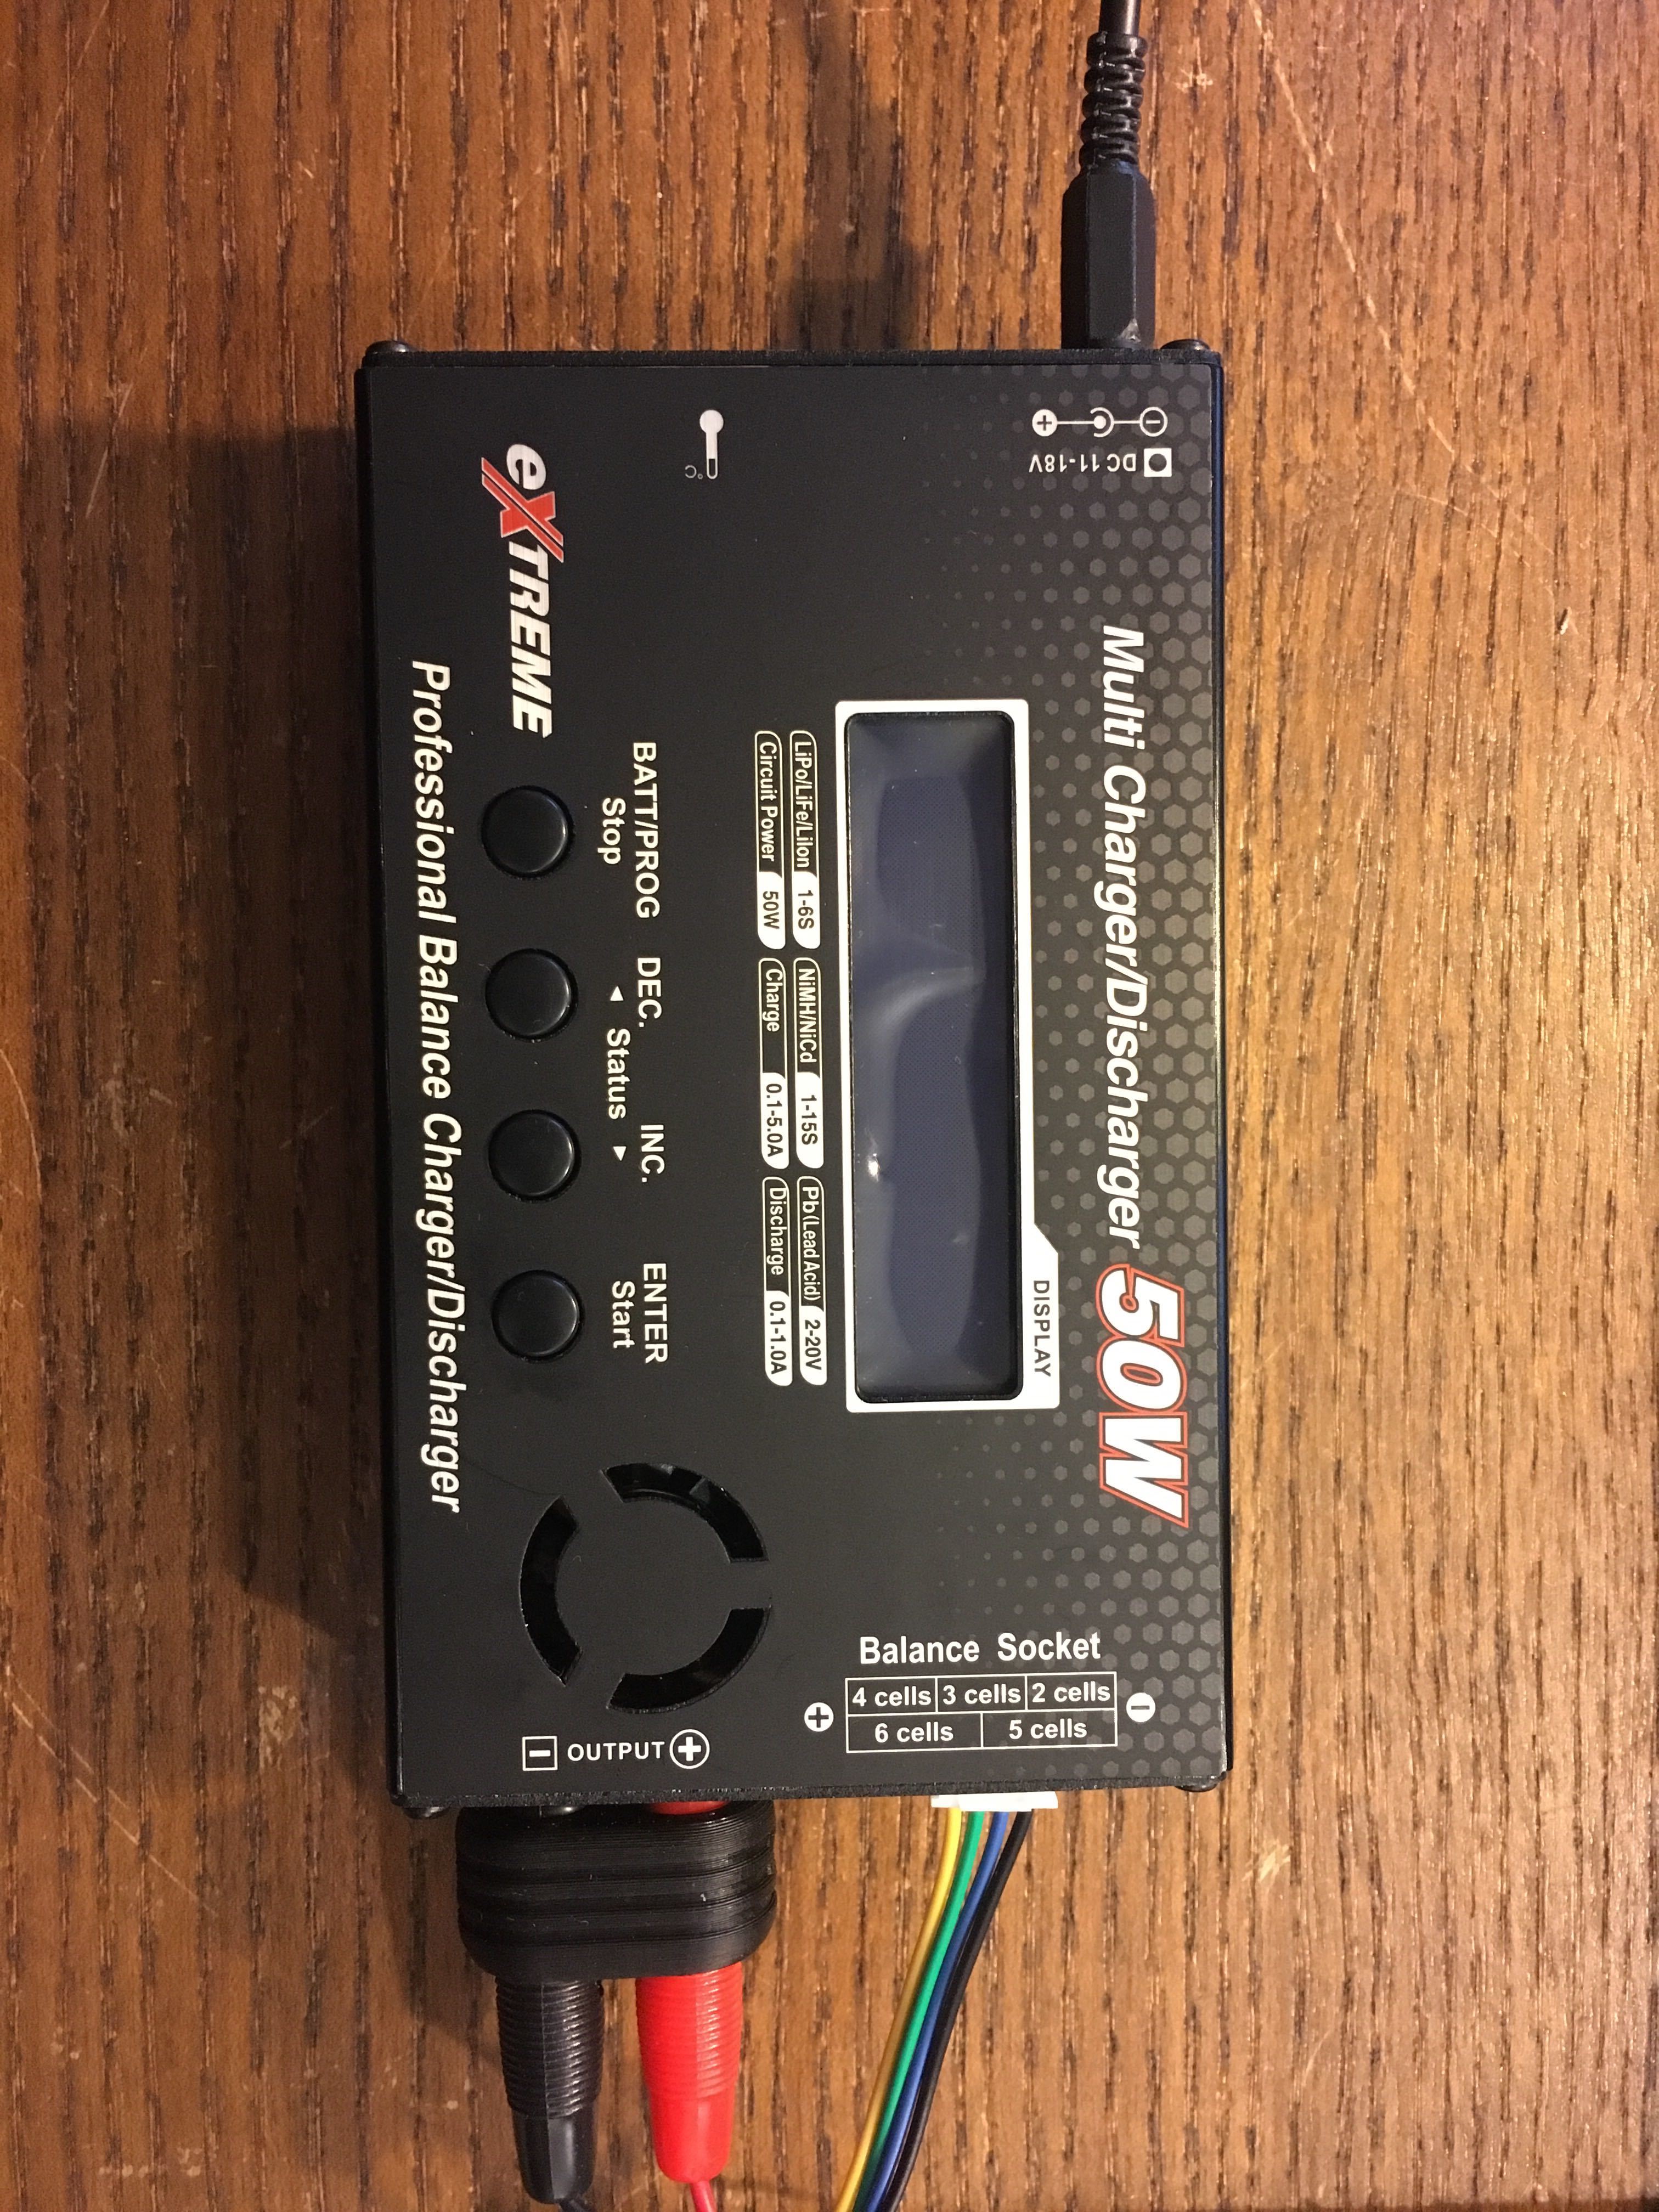 Multi Charger/Discharger 50W
DC 11-18V
DISPLAY
LiPo/LiFe/LiIon 1-6S NiMH/NiCd 1-15S Pb(Lead Acid) 2-20V
Circuit Power 50W Charge 0.1-5.0A Discharge 0.1-1.0A
°C
BATT/PROG DEC. INC. ENTER
Stop ◄ Status ► Start
eXTREME
Professional Balance Charger/Discharger
Balance Socket
4 cells 3 cells 2 cells
6 cells 5 cells
+ −
− OUTPUT +